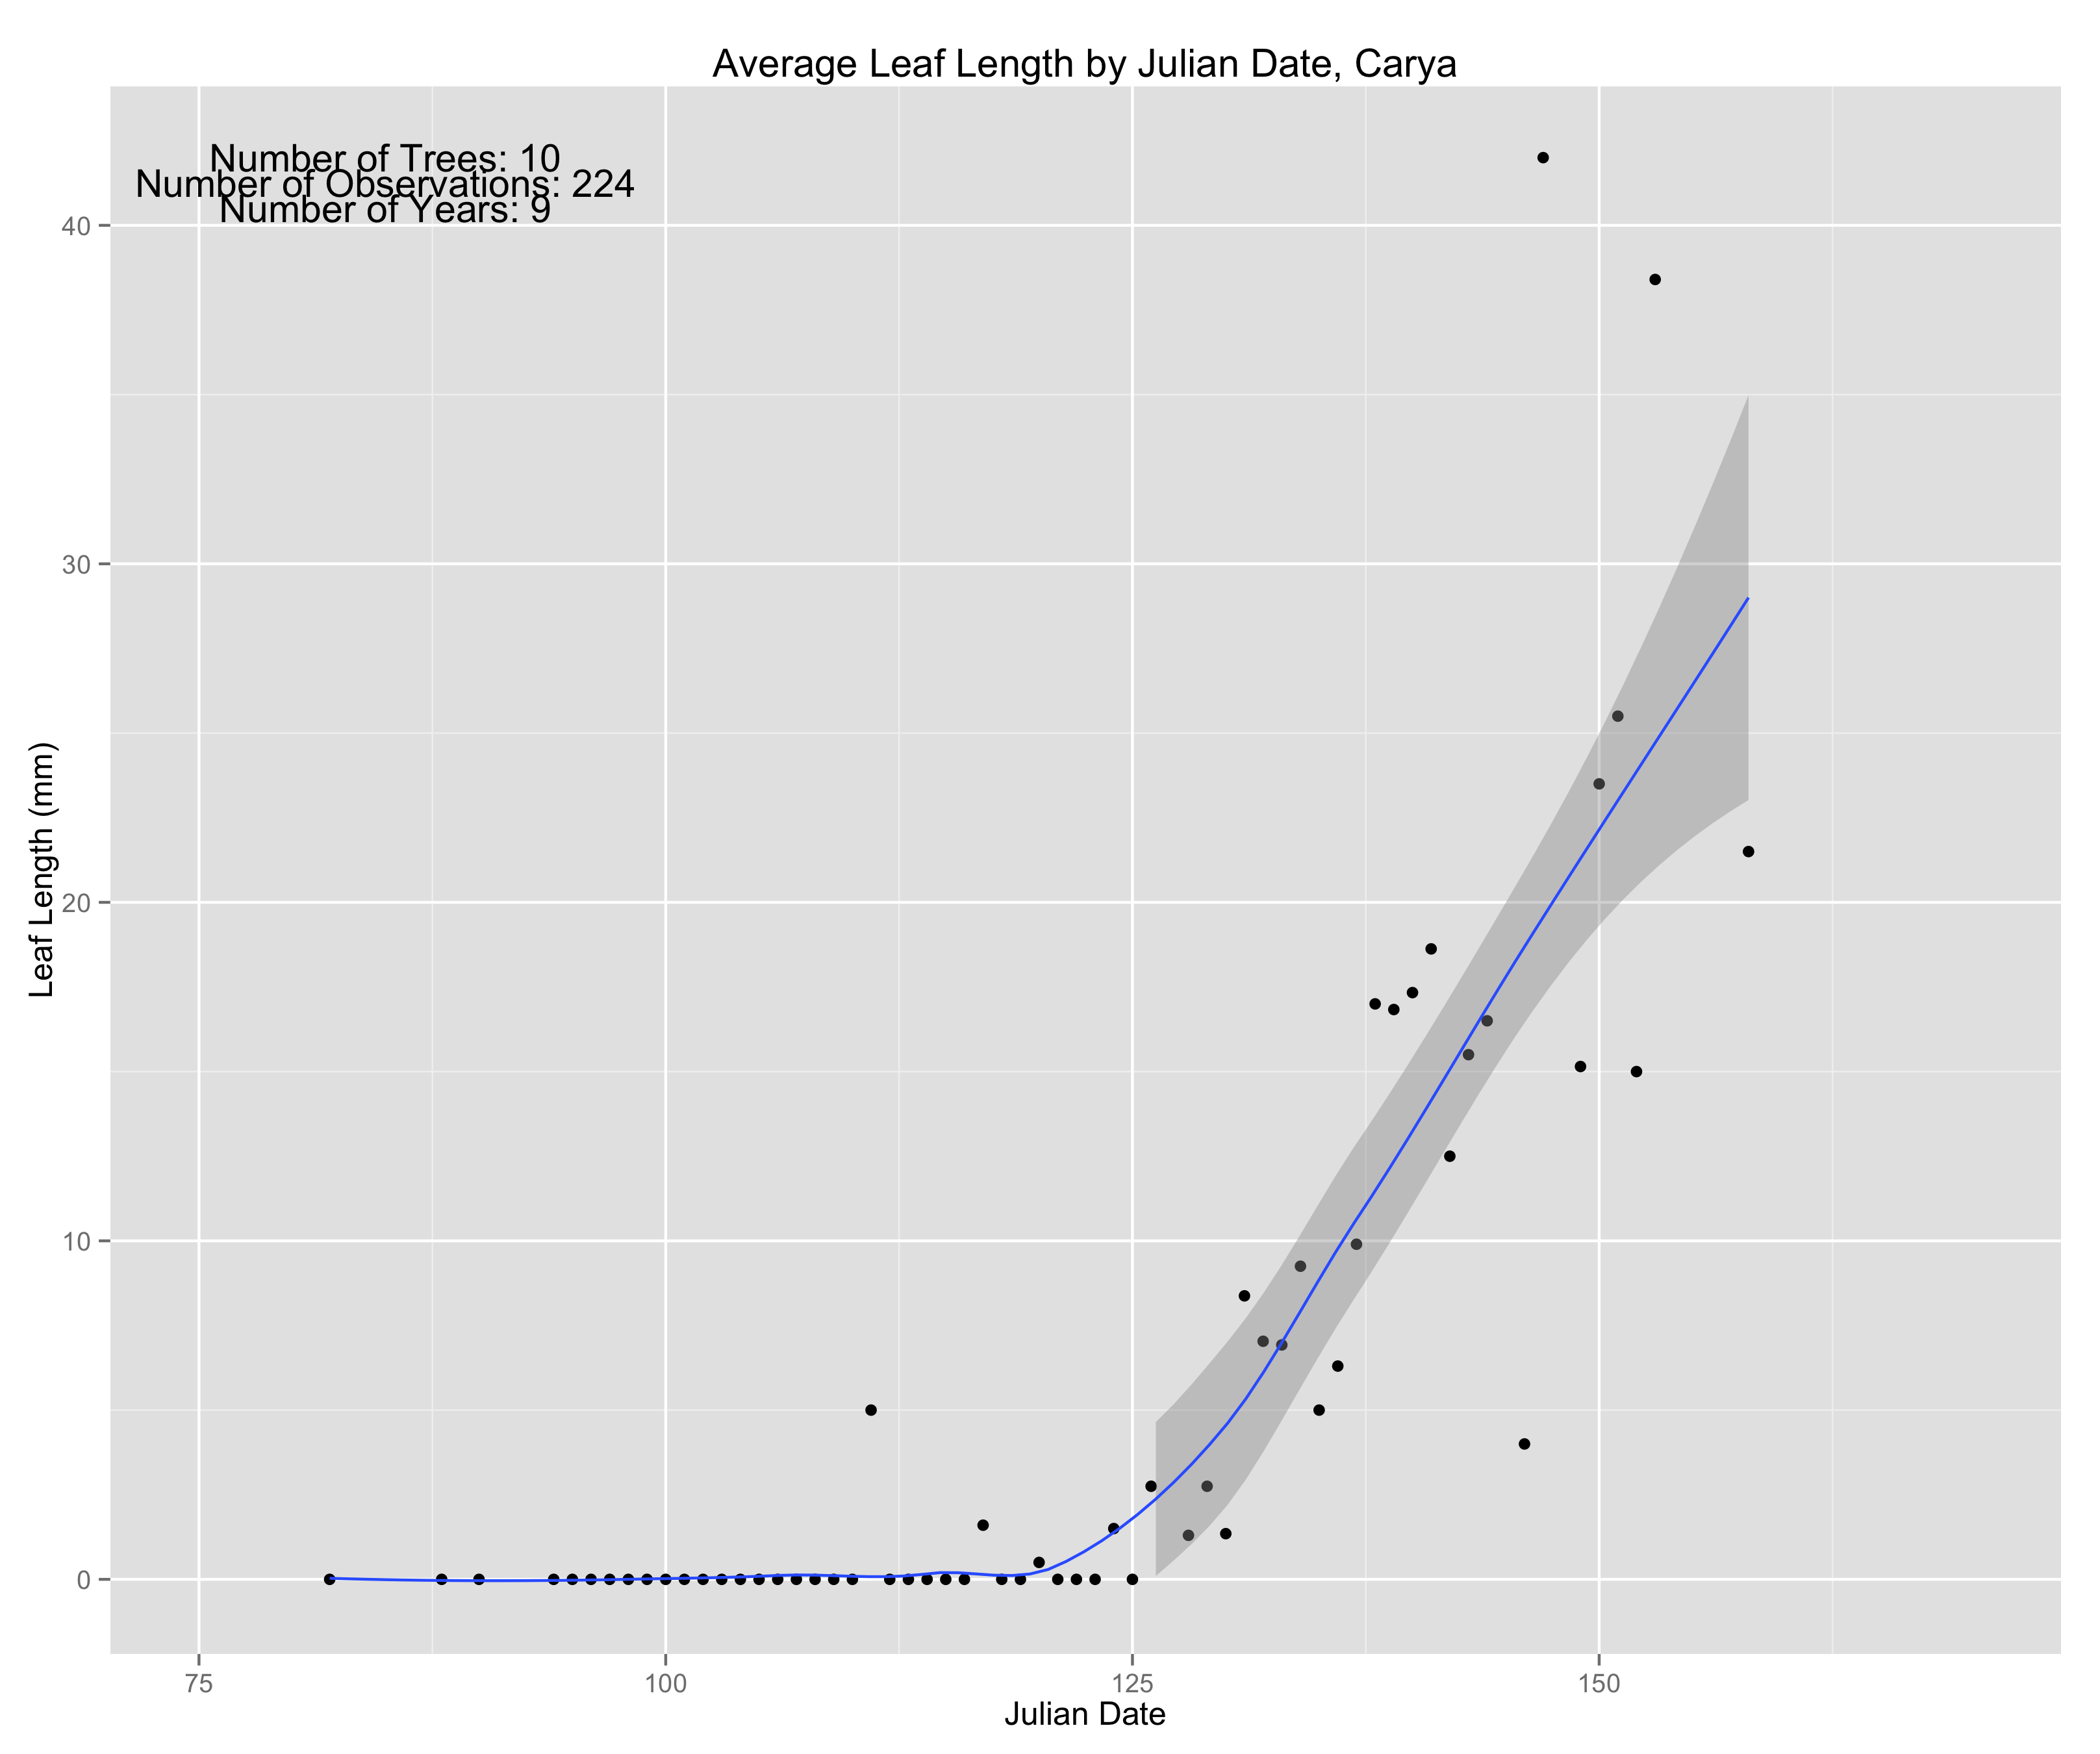 Average Leaf Length by Julian Date, Carya
Number of Trees: 10
Number of Observations: 224
Number of Years: 9
40
30
20
10
0
Leaf Length (mm)
75 100 125 150
Julian Date